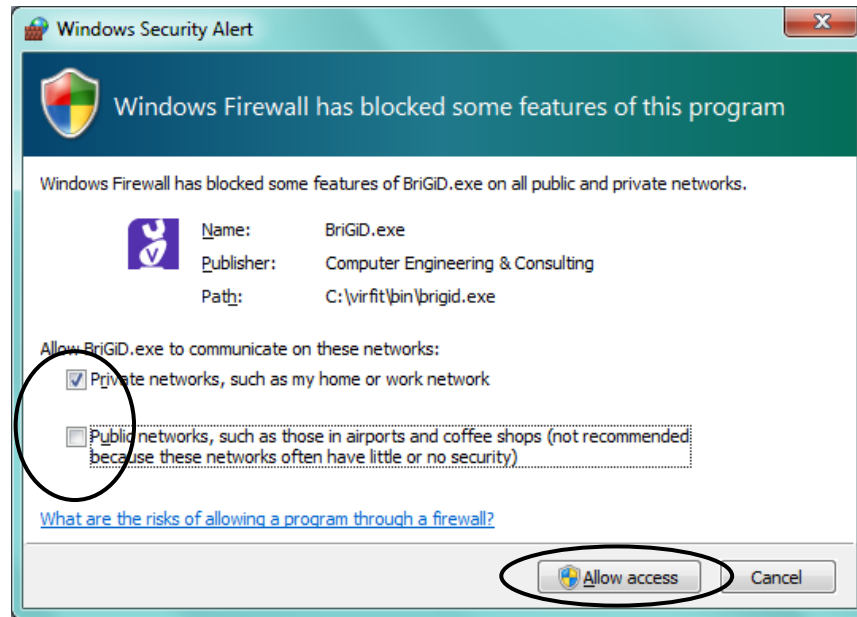 Windows Security Alert
Windows Firewall has blocked some features of this program
Windows Firewall has blocked some features of BriGiD.exe on all public and private networks.
Name: BriGiD.exe
Publisher: Computer Engineering & Consulting
Path: C:\virfit\bin\brigid.exe
Allow BriGiD.exe to communicate on these networks:
Private networks, such as my home or work network
Public networks, such as those in airports and coffee shops (not recommended
because these networks often have little or no security)
What are the risks of allowing a program through a firewall?
Allow access Cancel